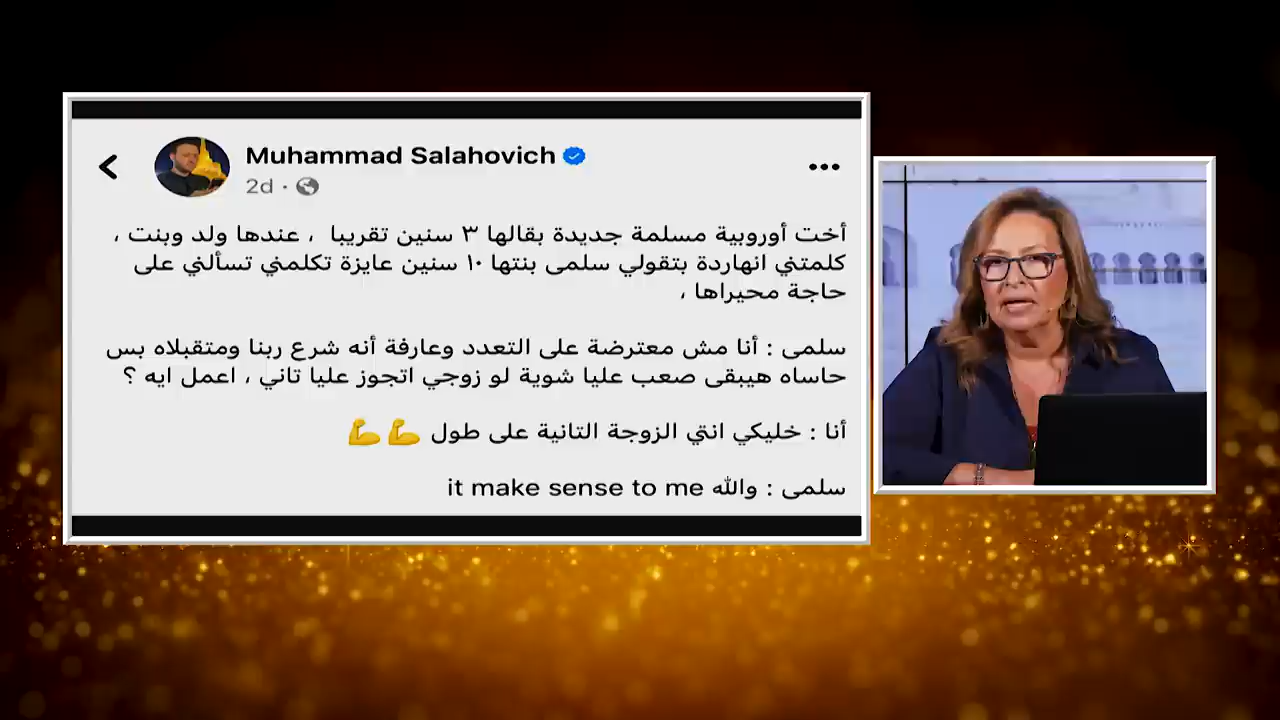 Muhammad Salahovich
2d
أخت أوروبية مسلمة جديدة بقالها ٣ سنين تقريبا ، عندها ولد وبنت ،
كلمتني انهاردة بتقولي سلمى بنتها ١٠ سنين عايزة تكلمني تسألني على
حاجة محيراها ،
سلمى : أنا مش معترضة على التعدد وعارفة أنه شرع ربنا ومتقبلاه بس
حاساه هيبقى صعب عليا شوية لو زوجي اتجوز عليا تاني ، اعمل ايه ؟
أنا : خليكي انتي الزوجة التانية على طول 💪💪
سلمى : والله it make sense to me